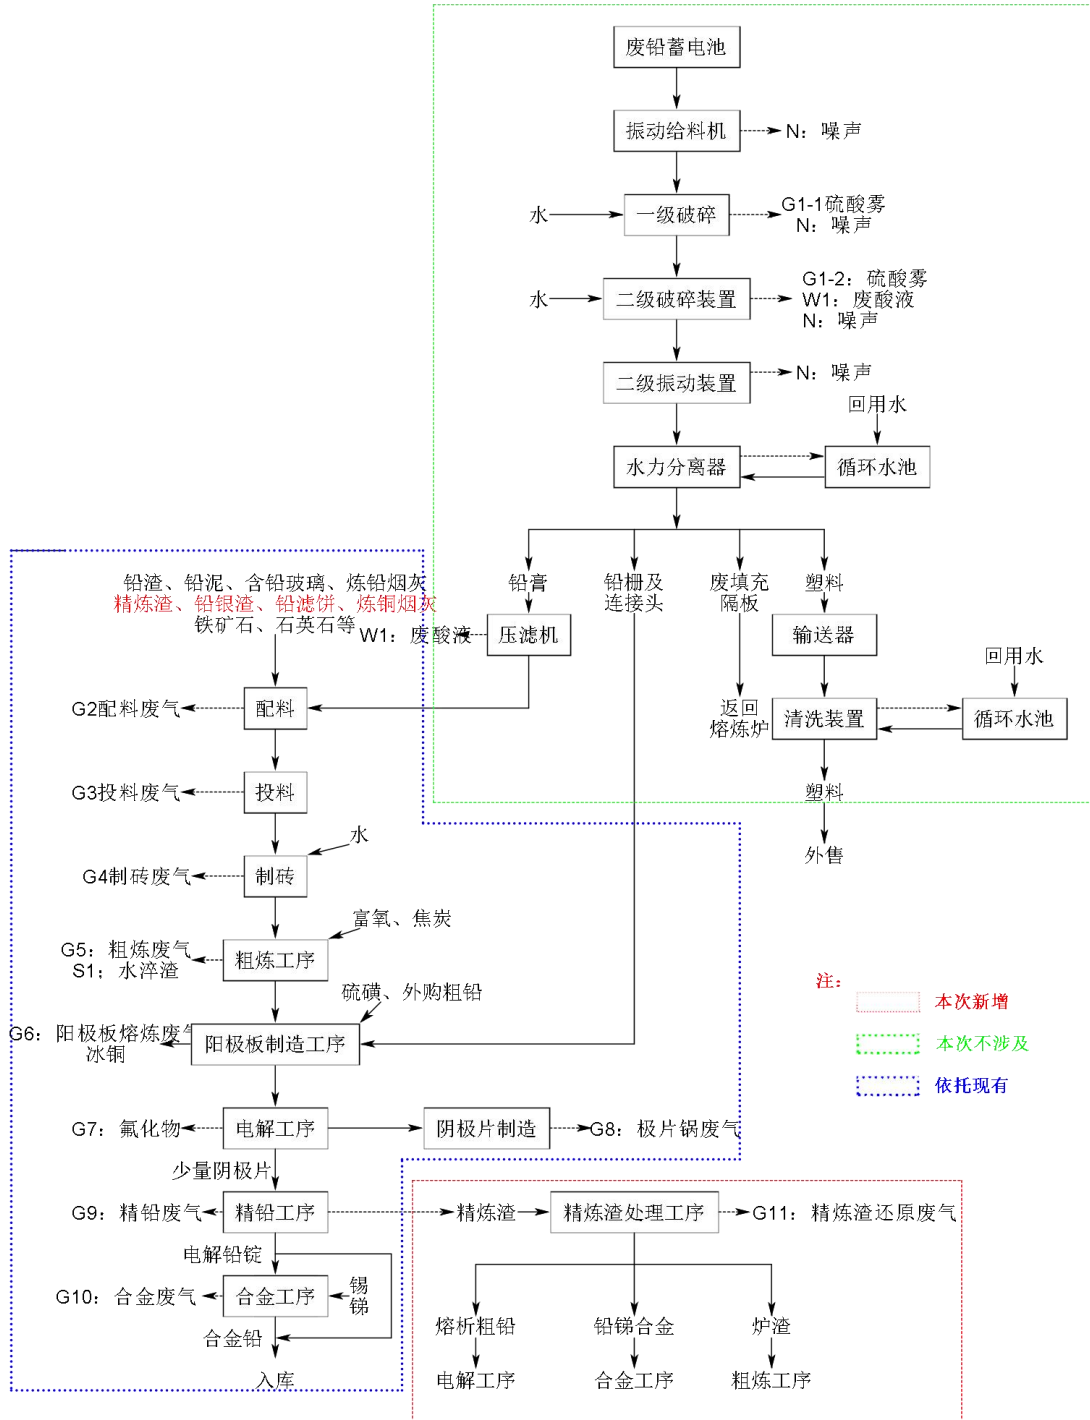 废铅蓄电池
振动给料机
N：噪声
水
一级破碎
G1-1硫酸雾
N：噪声
水
二级破碎装置
G1-2：硫酸雾
W1：废酸液
N：噪声
二级振动装置
N：噪声
回用水
水力分离器
循环水池
铅膏
铅栅及
连接头
废填充
隔板
塑料
铅渣、铅泥、含铅玻璃、炼铅烟灰
精炼渣、铅银渣、铅滤饼、炼铜烟灰
铁矿石、石英石等
W1：废酸液
压滤机
输送器
回用水
G2配料废气
配料
返回
熔炼炉
清洗装置
循环水池
G3投料废气
投料
塑料
水
外售
G4制砖废气
制砖
富氧、焦炭
G5：粗炼废气
S1；水淬渣
粗炼工序
硫磺、外购粗铅
G6：阳极板熔炼废气
冰铜
阳极板制造工序
注：
本次新增
本次不涉及
依托现有
G7：氟化物
电解工序
阴极片制造
G8：极片锅废气
少量阴极片
G9：精铅废气
精铅工序
精炼渣
精炼渣处理工序
G11：精炼渣还原废气
电解铅锭
G10：合金废气
合金工序
锡
锑
合金铅
熔析粗铅
铅锑合金
炉渣
入库
电解工序
合金工序
粗炼工序